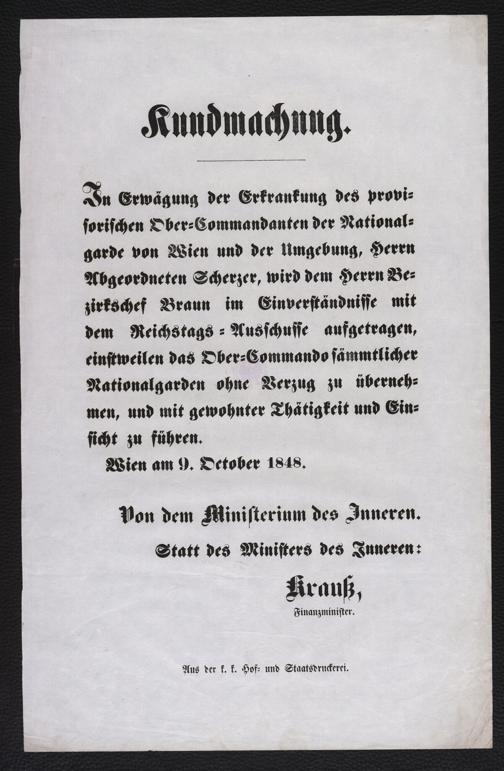 Kundmachung.
In Erwägung der Erkrankung des provi-
sorischen Ober-Commandanten der National-
garde von Wien und der Umgebung, Herrn
Abgeordneten Scherzer, wird dem Herrn Be-
zirkschef Braun im Einverständnisse mit
dem Reichstags-Ausschusse aufgetragen,
einstweilen das Ober-Commando sämmtlicher
Nationalgarden ohne Verzug zu überneh-
men, und mit gewohnter Thätigkeit und Ein-
sicht zu führen.
Wien am 9. October 1848.
Von dem Ministerium des Inneren.
Statt des Ministers des Inneren:
Krauß,
Finanzminister.
Aus der k. k. Hof- und Staatsdruckerei.